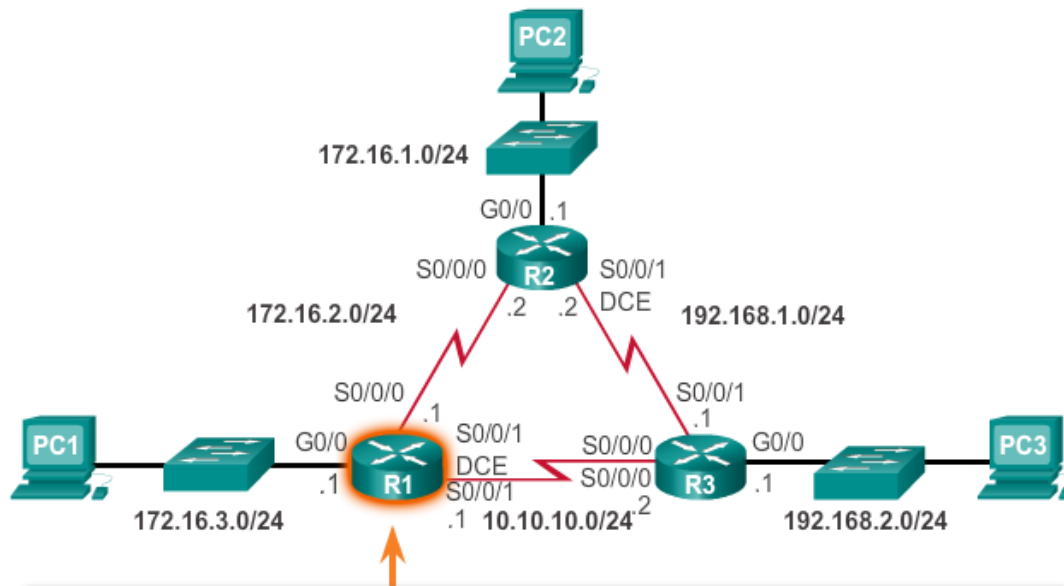 PC2
172.16.1.0/24
G0/0 .1
S0/0/0 R2 S0/0/1
.2 .2 DCE
172.16.2.0/24 192.168.1.0/24
S0/0/0 S0/0/1
.1 .1
PC1 G0/0 S0/0/1 S0/0/0 G0/0 PC3
DCE
.1 R1 S0/0/1 S0/0/0 R3 .1
172.16.3.0/24 .1 10.10.10.0/24 .2 192.168.2.0/24